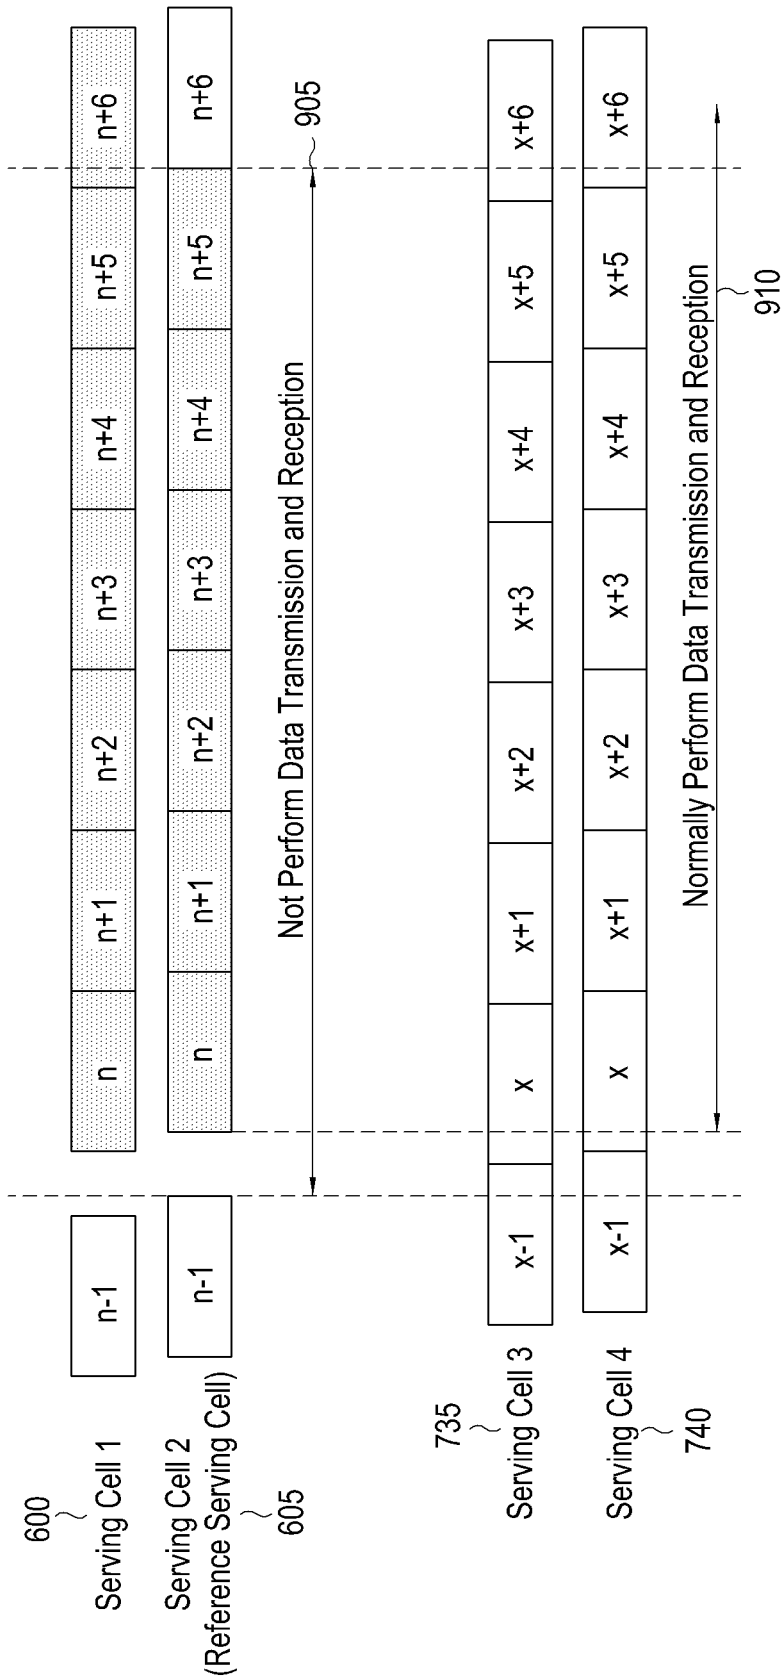 600
Serving Cell 1
n-1
n
n+1
n+2
n+3
n+4
n+5
n+6
Serving Cell 2
(Reference Serving Cell)
605
n-1
n
n+1
n+2
n+3
n+4
n+5
n+6
Not Perform Data Transmission and Reception
905
735
Serving Cell 3
x-1
x
x+1
x+2
x+3
x+4
x+5
x+6
Serving Cell 4
740
x-1
x
x+1
x+2
x+3
x+4
x+5
x+6
Normally Perform Data Transmission and Reception
910